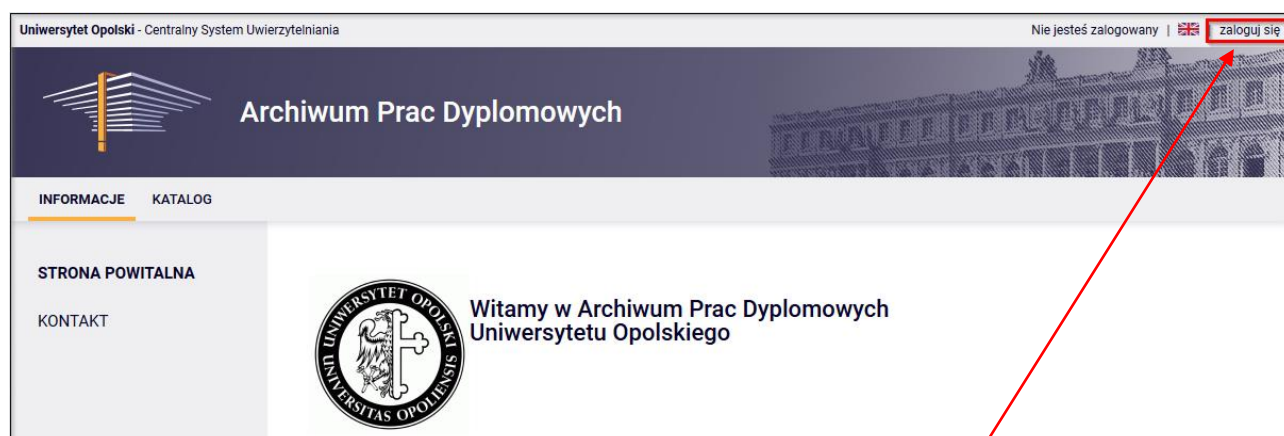 Uniwersytet Opolski - Centralny System Uwierzytelniania
Nie jesteś zalogowany | | zaloguj się
Archiwum Prac Dyplomowych
INFORMACJE KATALOG
STRONA POWITALNA
KONTAKT
UNIWERSYTET OPOLSKI
UNIVERSITAS OPOLIENSIS
Witamy w Archiwum Prac Dyplomowych
Uniwersytetu Opolskiego